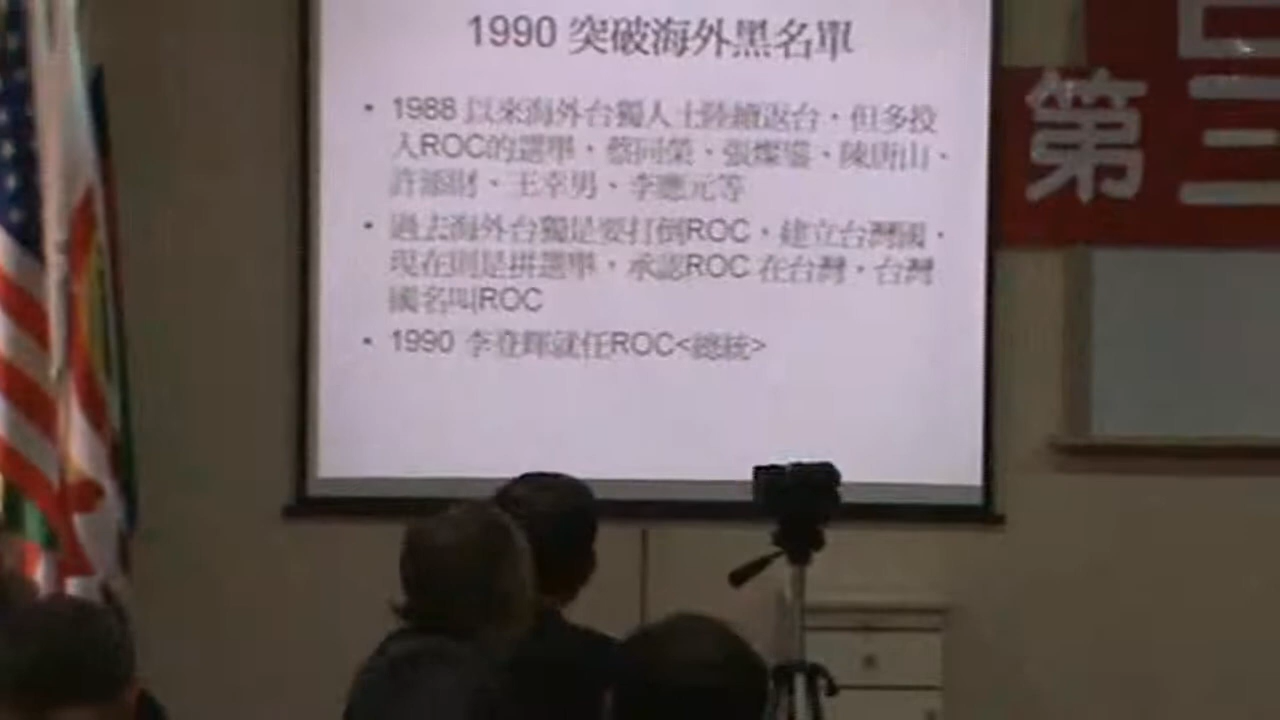 1990 突破海外黑名單
• 1988 以來海外台獨人士陸續返台，但多投
入ROC的選舉，蔡同榮、張燦鍙、陳唐山、
許添財、王幸男、李應元等
• 過去海外台獨是要打倒ROC，建立台灣國，
現在則是拼選舉，承認ROC 在台灣，台灣
國名叫ROC
• 1990 李登輝就任ROC<總統>
第三